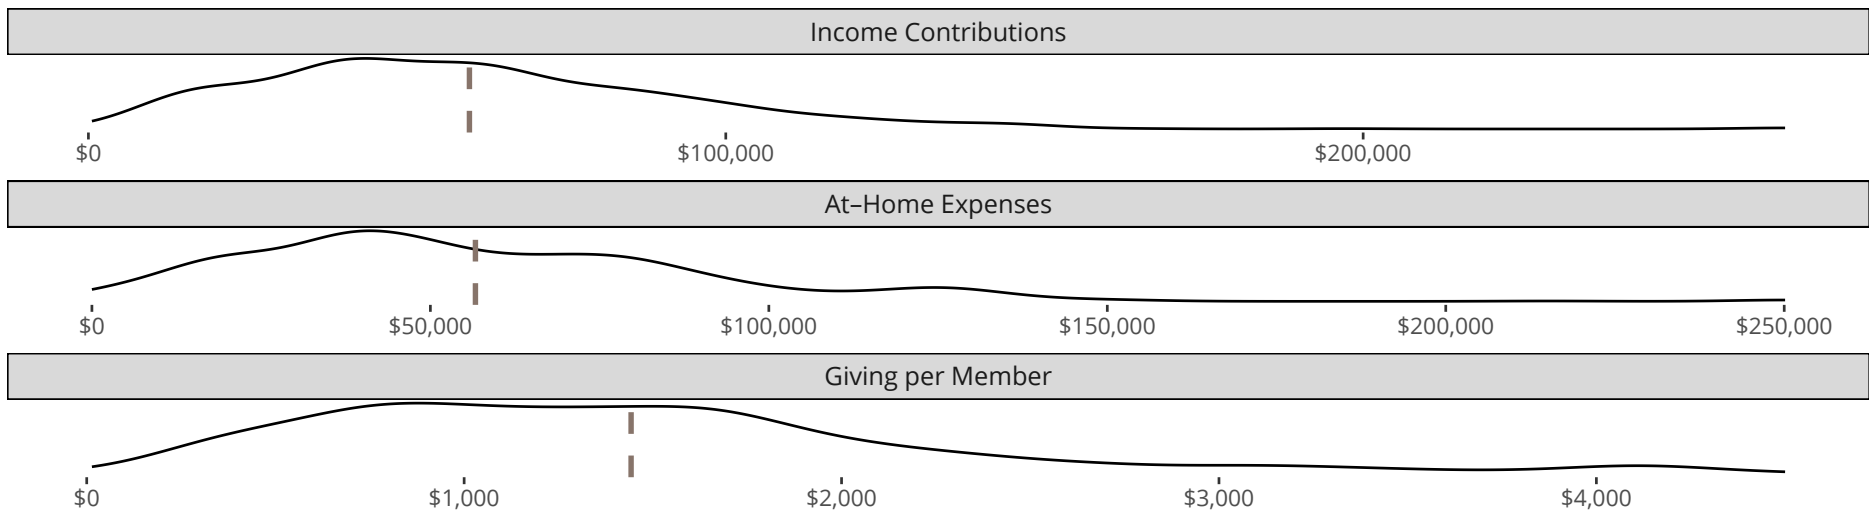 Income Contributions
$0 $100,000 $200,000
At–Home Expenses
$0 $50,000 $100,000 $150,000 $200,000 $250,000
Giving per Member
$0 $1,000 $2,000 $3,000 $4,000